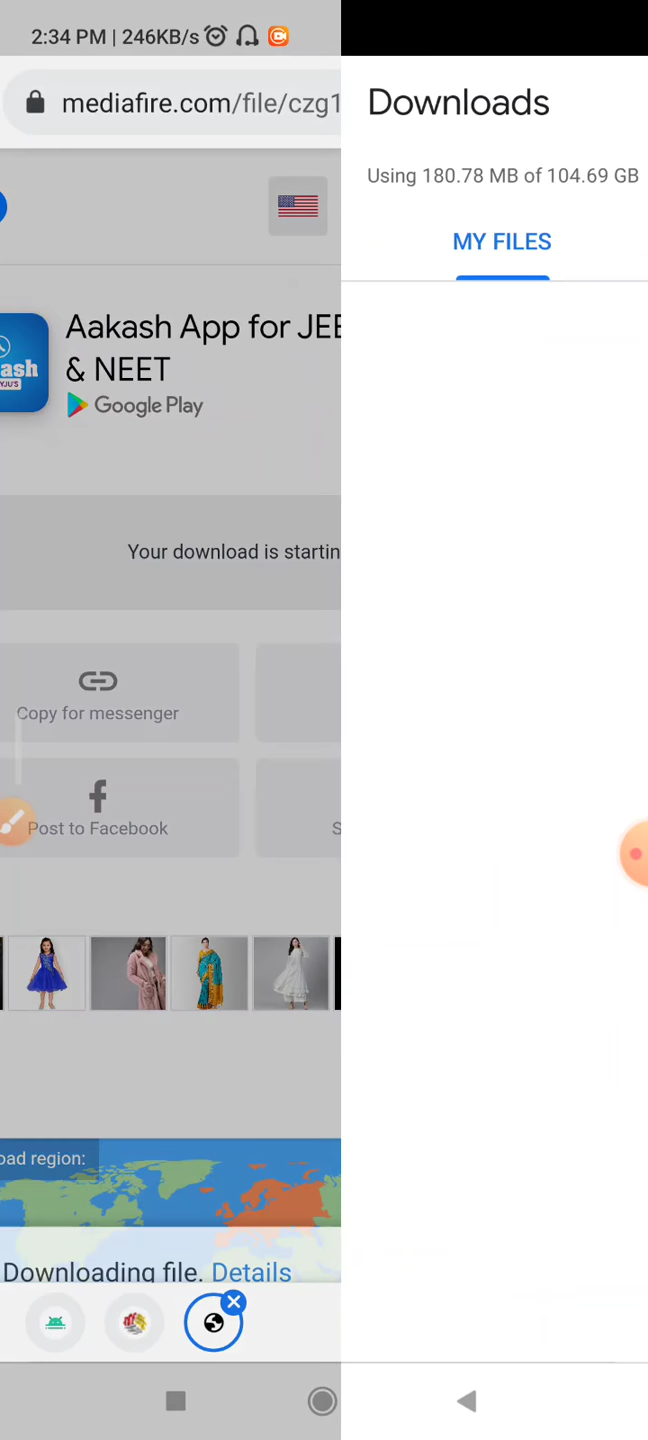 2:34 PM | 246KB/s
mediafire.com/file/czg1
Aakash App for JEE
& NEET
Google Play
ash
YJU'S
Your download is startin
Copy for messenger
Post to Facebook
S
oad region:
Downloading file. Details
Downloads
Using 180.78 MB of 104.69 GB
MY FILES